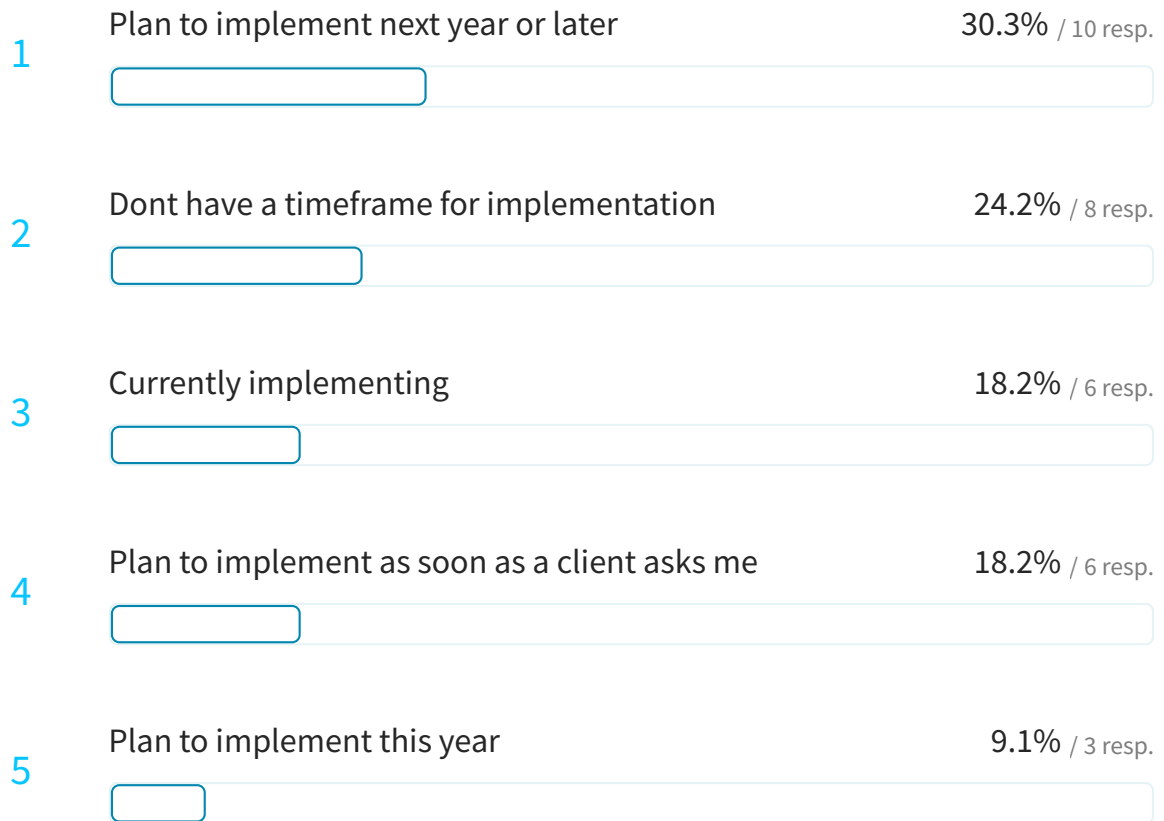 1 Plan to implement next year or later 30.3% / 10 resp.
2 Dont have a timeframe for implementation 24.2% / 8 resp.
3 Currently implementing 18.2% / 6 resp.
4 Plan to implement as soon as a client asks me 18.2% / 6 resp.
5 Plan to implement this year 9.1% / 3 resp.